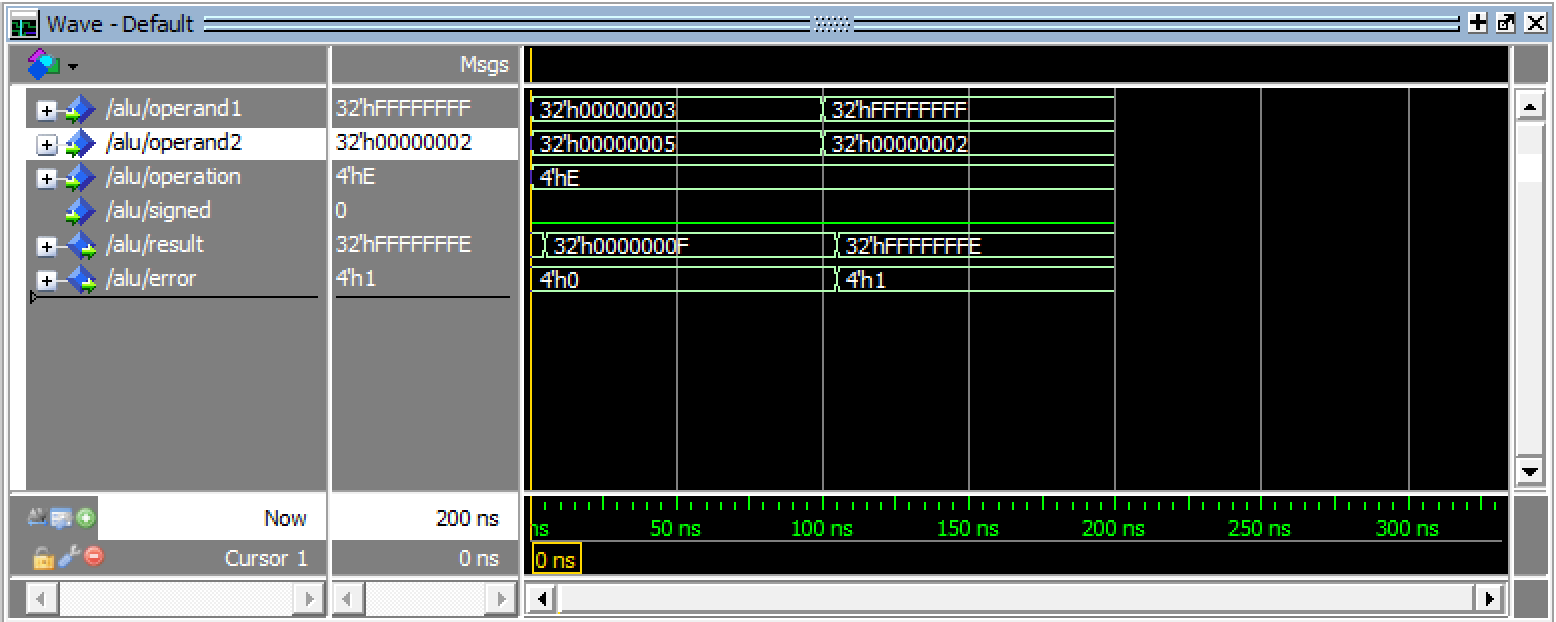 Wave - Default
Msgs
/alu/operand1 32'hFFFFFFFF 32'h00000003 32'hFFFFFFFF
/alu/operand2 32'h00000002 32'h00000005 32'h00000002
/alu/operation 4'hE 4'hE
/alu/signed 0
/alu/result 32'hFFFFFFFE 32'h0000000F 32'hFFFFFFFE
/alu/error 4'h1 4'h0 4'h1
Now 200 ns ns 50 ns 100 ns 150 ns 200 ns 250 ns 300 ns
Cursor 1 0 ns 0 ns